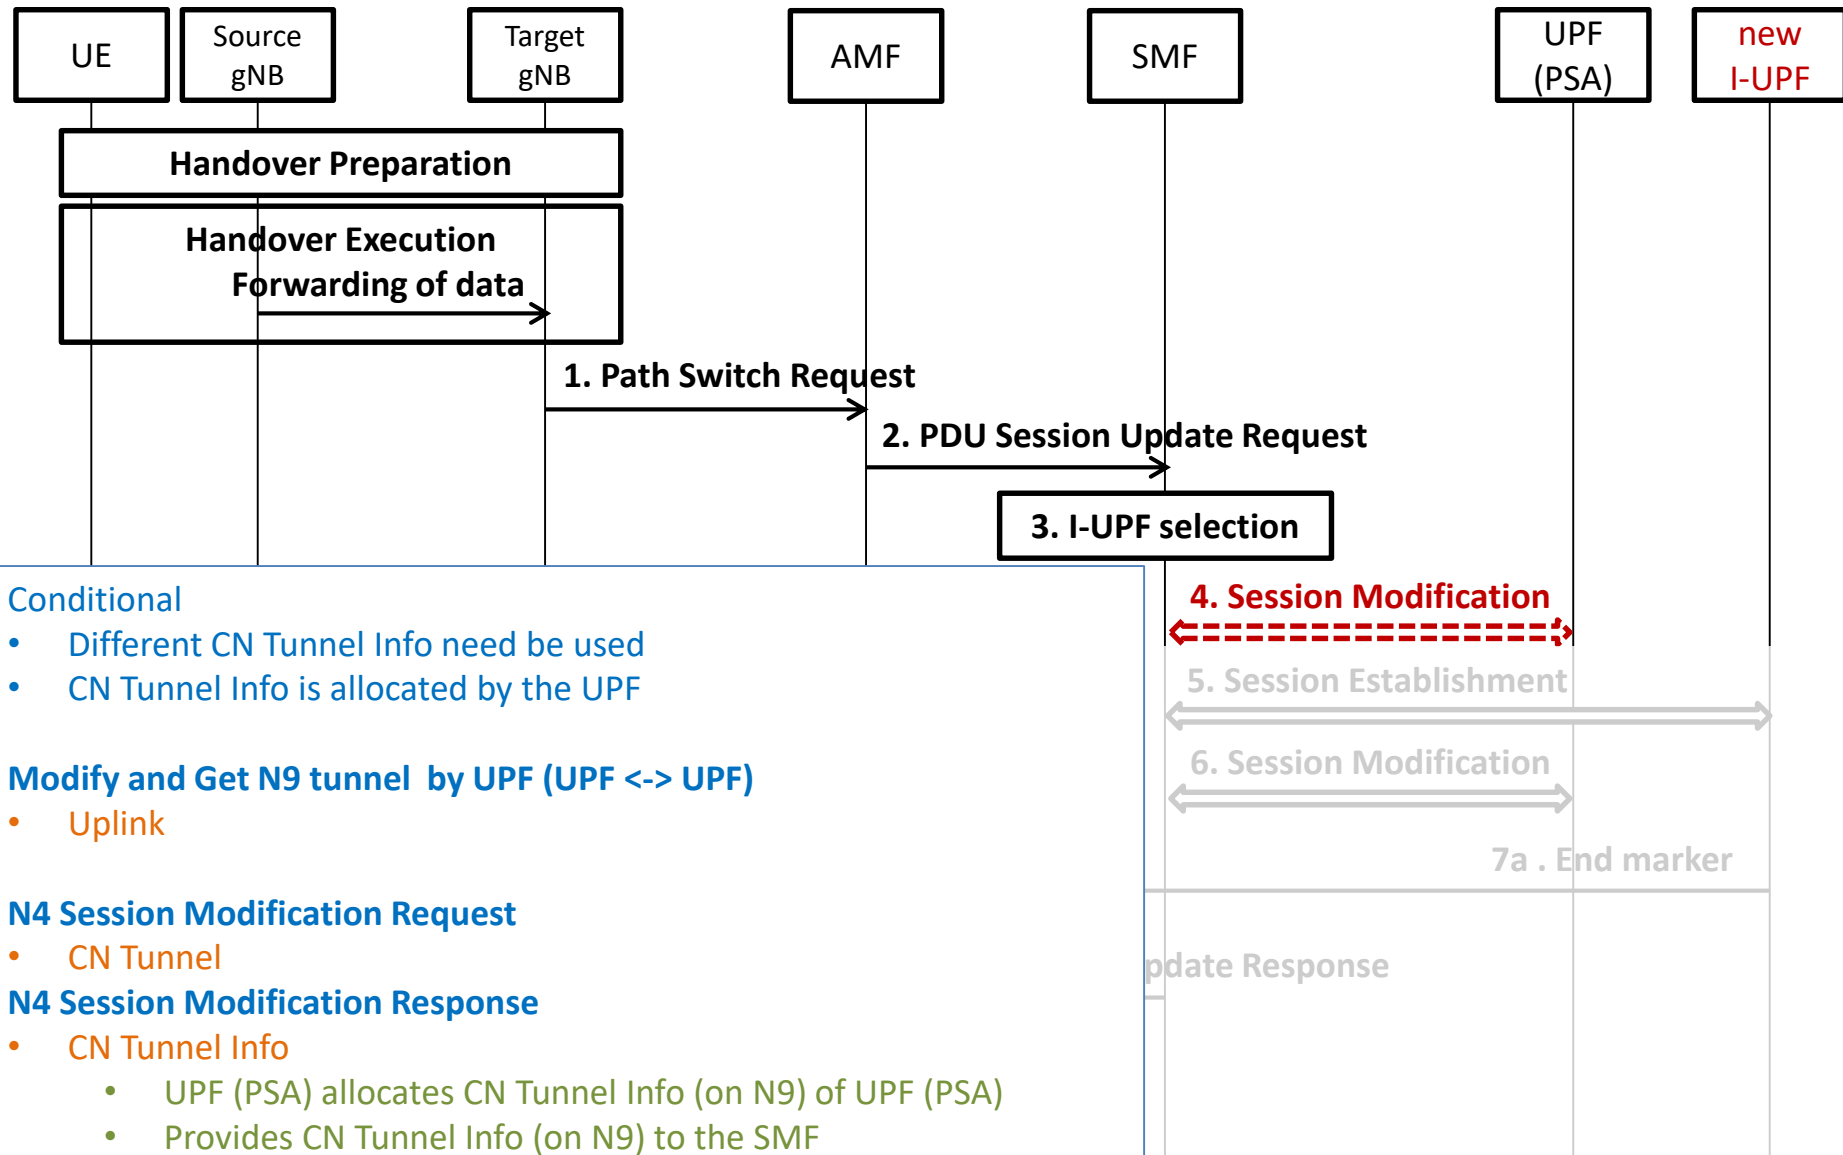 UE
Source
gNB
Target
gNB
AMF
SMF
UPF
(PSA)
new
I-UPF
Handover Preparation
Handover Execution
Forwarding of data
1. Path Switch Request
2. PDU Session Update Request
3. I-UPF selection
4. Session Modification
5. Session Establishment
6. Session Modification
7a . End marker
pdate Response
Conditional
• Different CN Tunnel Info need be used
• CN Tunnel Info is allocated by the UPF
Modify and Get N9 tunnel by UPF (UPF <-> UPF)
• Uplink
N4 Session Modification Request
• CN Tunnel
N4 Session Modification Response
• CN Tunnel Info
• UPF (PSA) allocates CN Tunnel Info (on N9) of UPF (PSA)
• Provides CN Tunnel Info (on N9) to the SMF